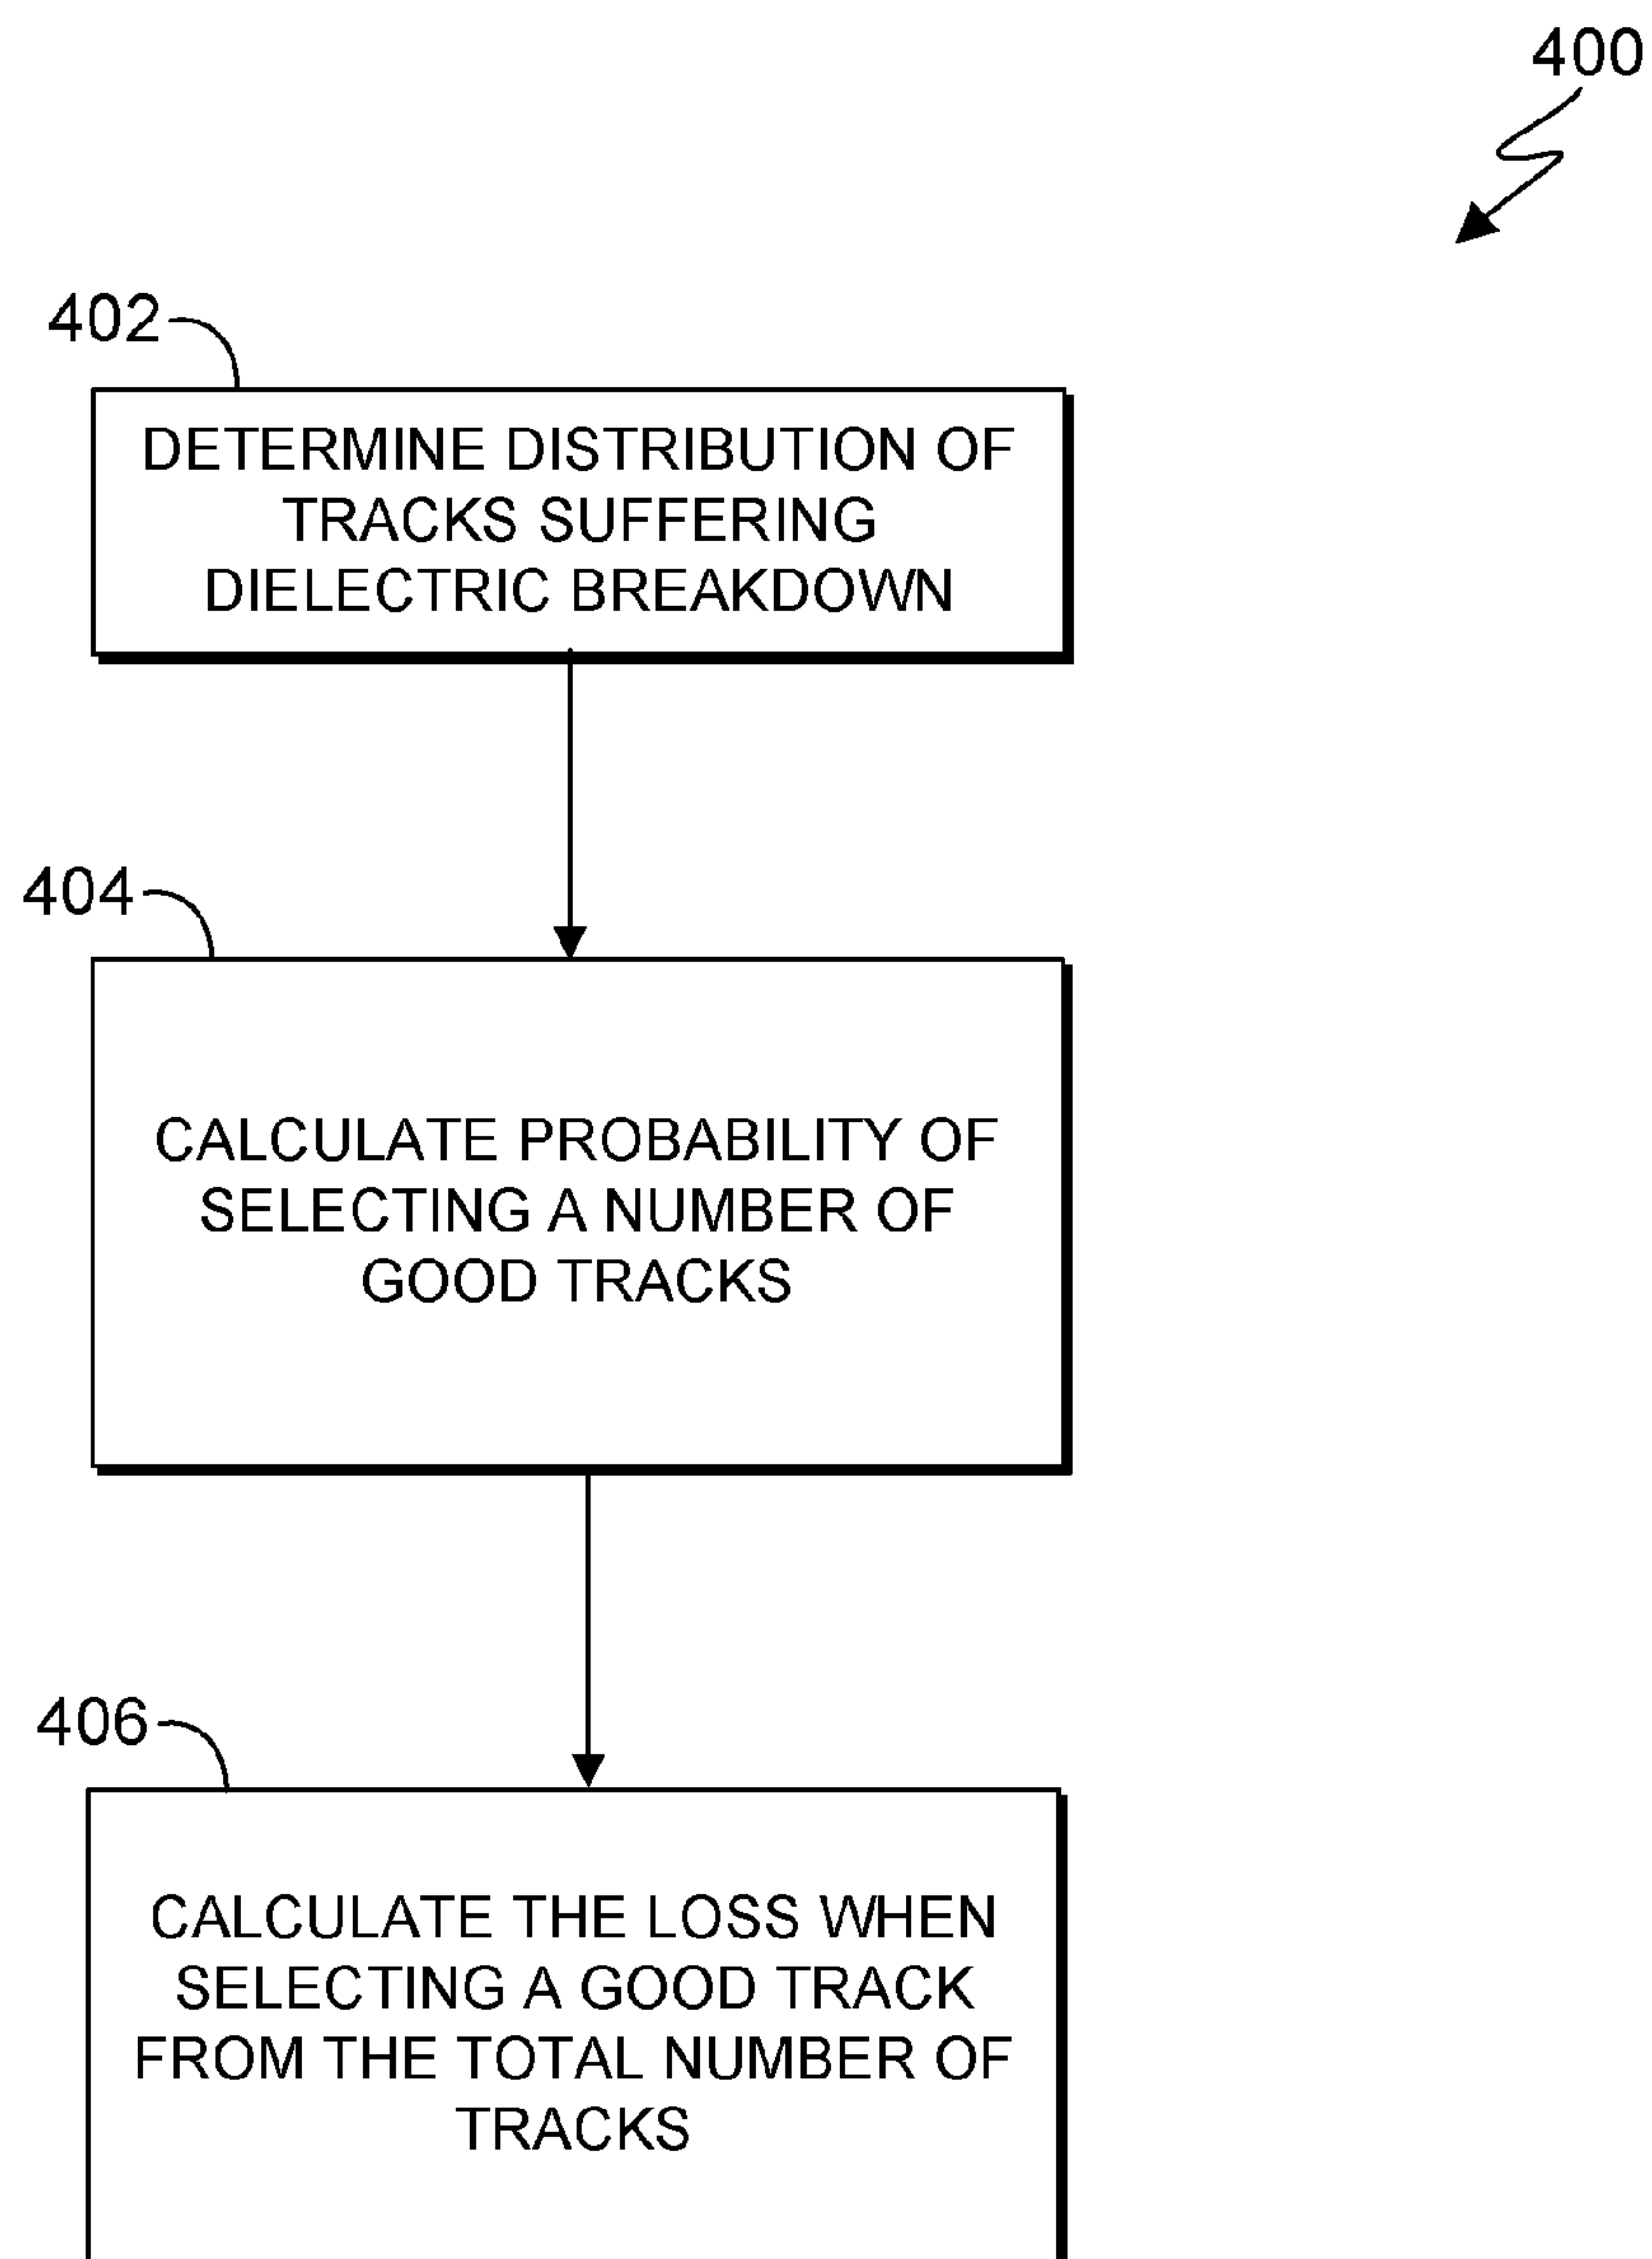 400
402
DETERMINE DISTRIBUTION OF
TRACKS SUFFERING
DIELECTRIC BREAKDOWN
404
CALCULATE PROBABILITY OF
SELECTING A NUMBER OF
GOOD TRACKS
406
CALCULATE THE LOSS WHEN
SELECTING A GOOD TRACK
FROM THE TOTAL NUMBER OF
TRACKS